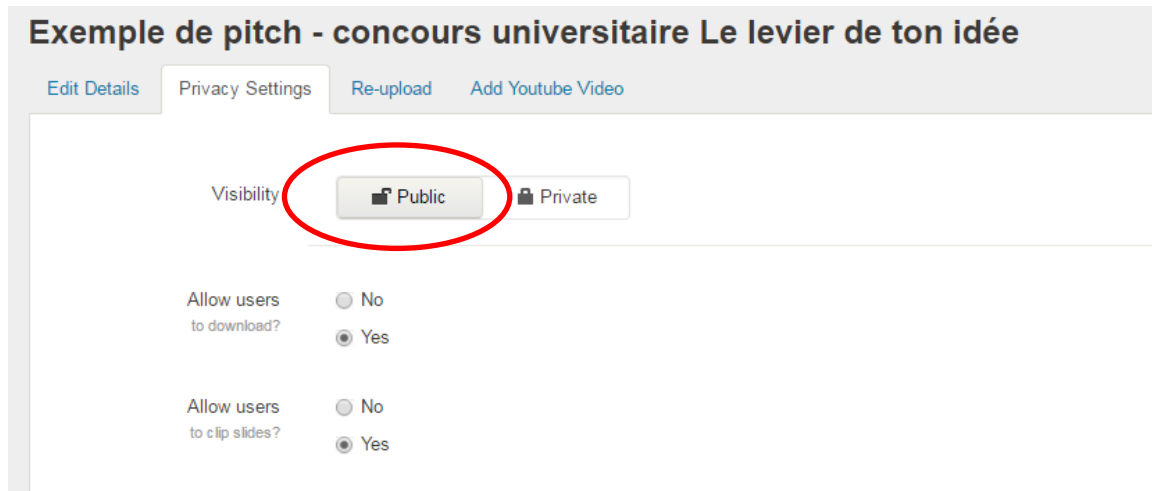 Exemple de pitch - concours universitaire Le levier de ton idée
Edit Details Privacy Settings Re-upload Add Youtube Video
Visibility Public Private
Allow users No
to download?
Yes
Allow users No
to clip slides?
Yes